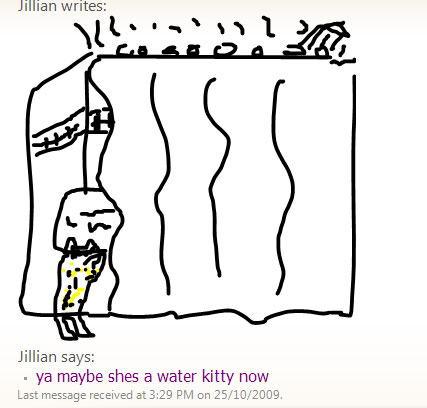 Jillian writes:
Jillian says:
ya maybe shes a water kitty now
Last message received at 3:29 PM on 25/10/2009.